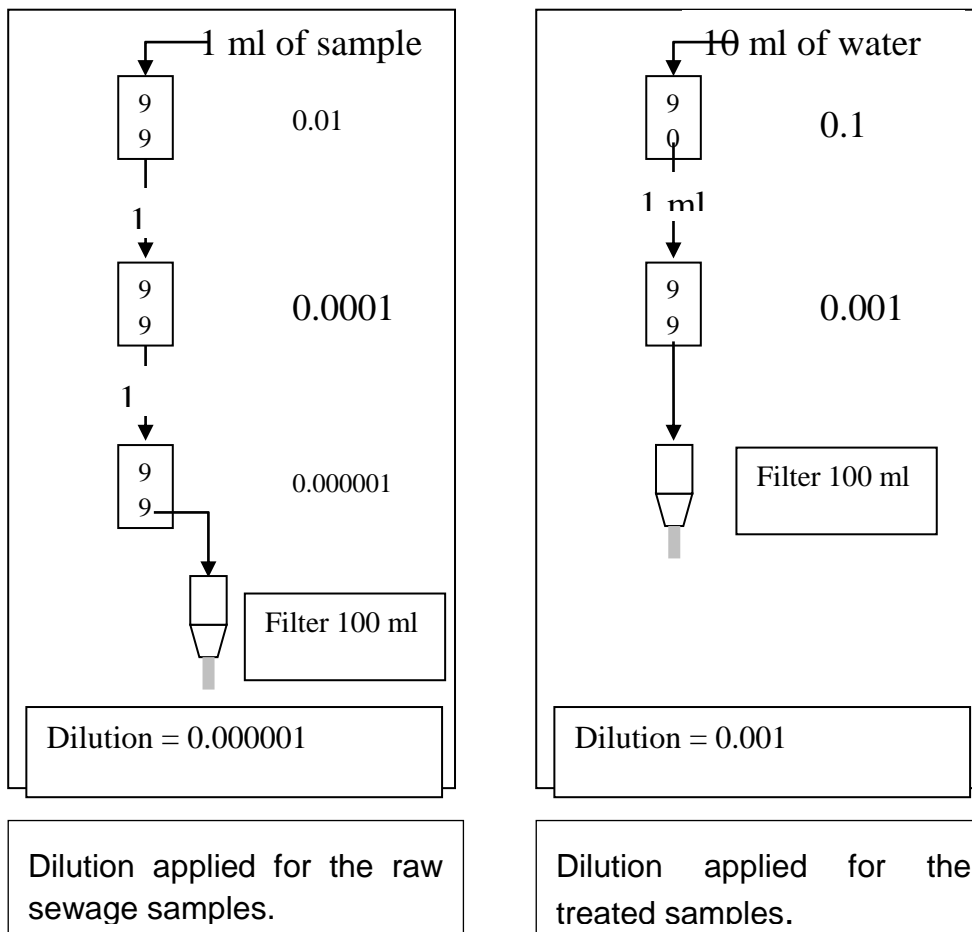 1 ml of sample
9
9
0.01
1
9
9
0.0001
1
9
9
0.000001
Filter 100 ml
Dilution = 0.000001
Dilution applied for the raw
sewage samples.
10 ml of water
9
0
0.1
1 ml
9
9
0.001
Filter 100 ml
Dilution = 0.001
Dilution applied for the
treated samples.